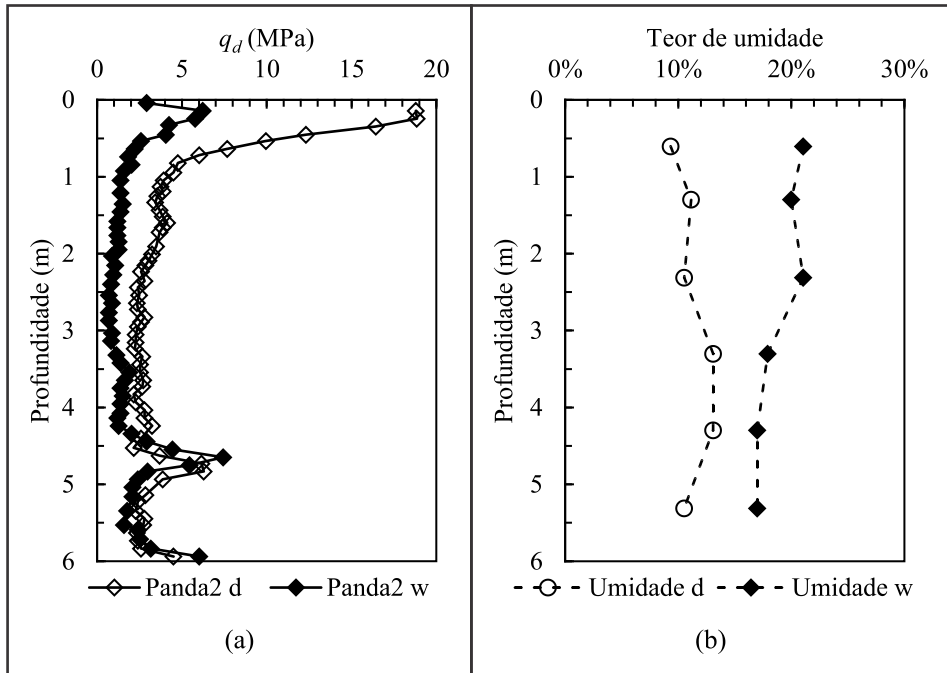 q_d (MPa)
0 5 10 15 20
0
1
2
3
4
5
6
Profundidade (m)
Panda2 d Panda2 w
(a)
Teor de umidade
0% 10% 20% 30%
0
1
2
3
4
5
6
Profundidade (m)
Umidade d Umidade w
(b)